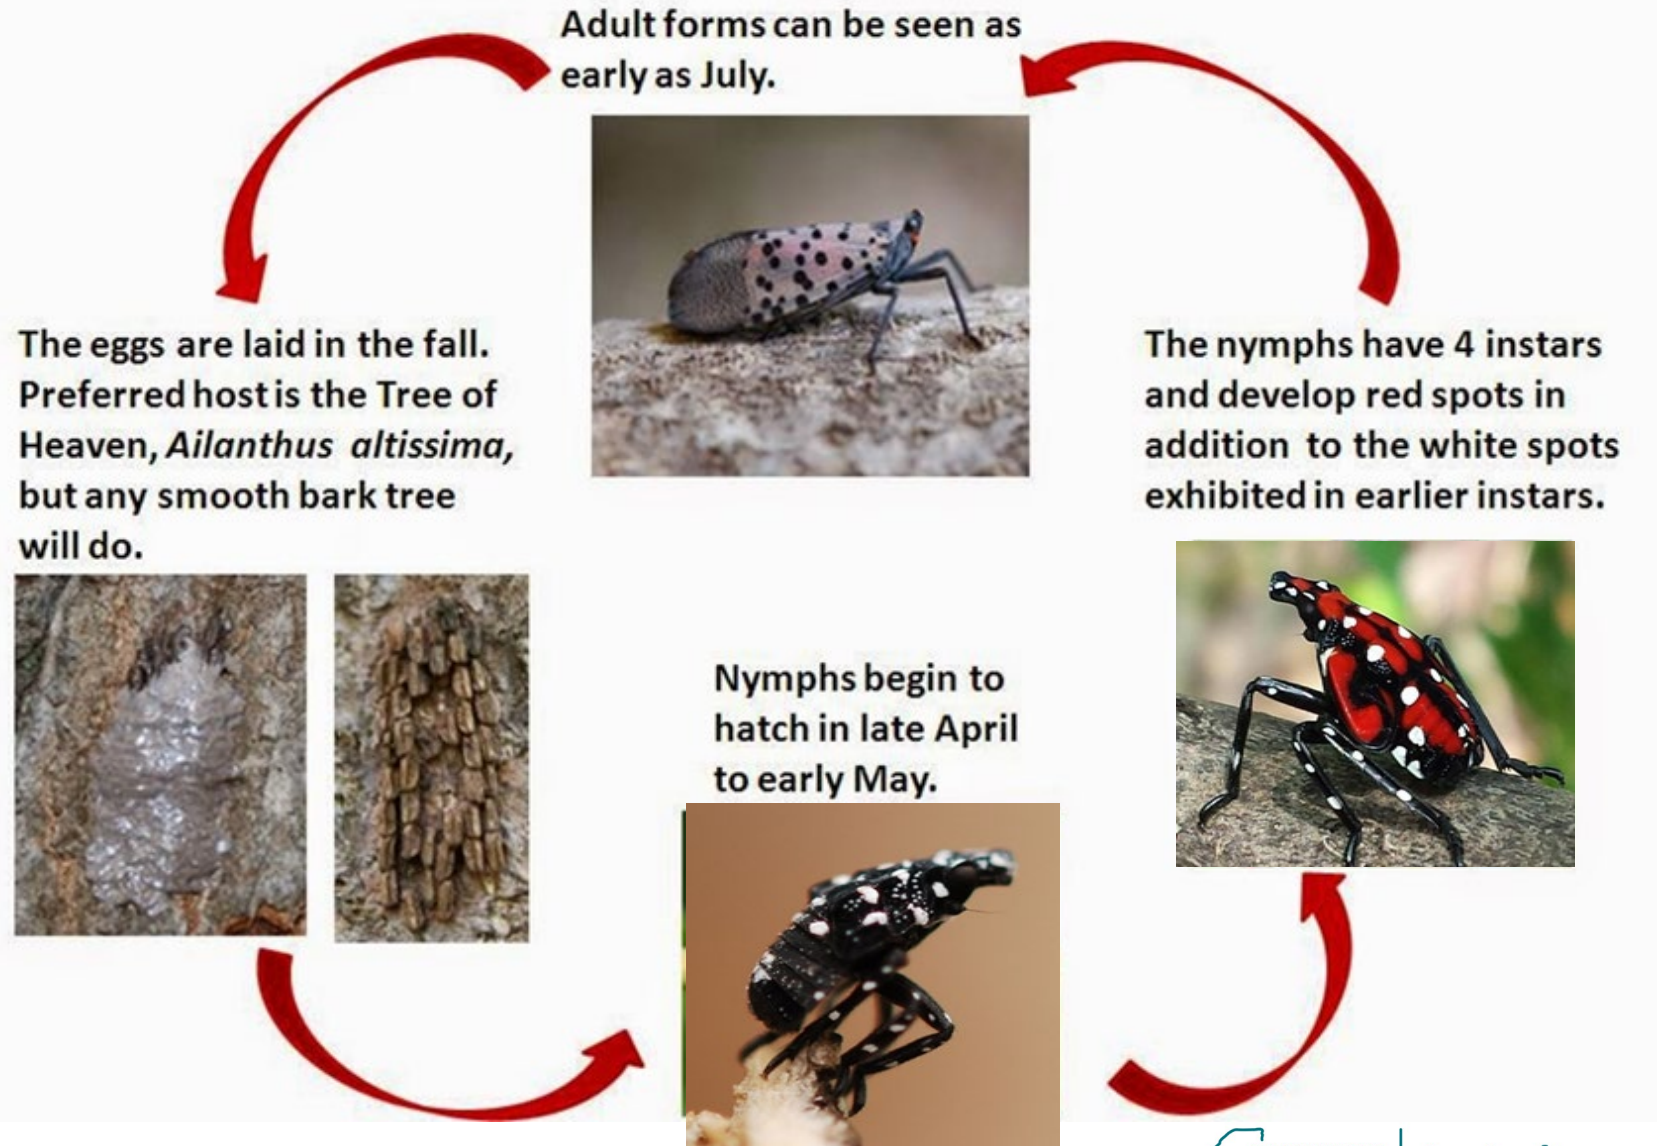 Adult forms can be seen as
early as July.
The eggs are laid in the fall.
Preferred host is the Tree of
Heaven, Ailanthus altissima,
but any smooth bark tree
will do.
Nymphs begin to
hatch in late April
to early May.
The nymphs have 4 instars
and develop red spots in
addition to the white spots
exhibited in earlier instars.